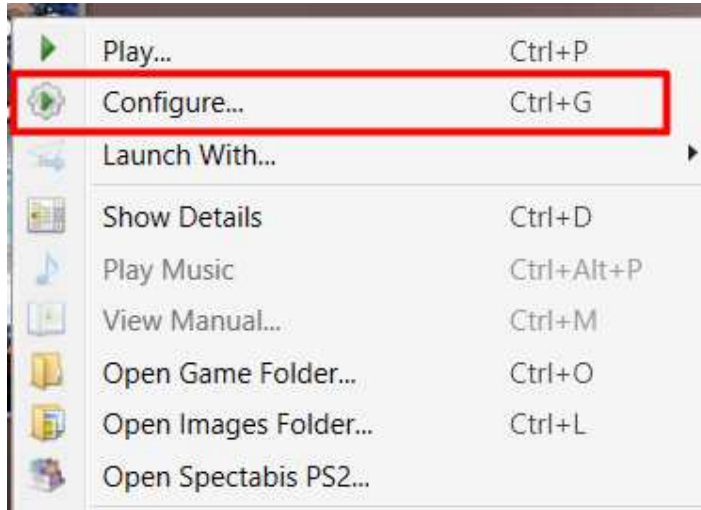 Play... Ctrl+P
Configure... Ctrl+G
Launch With...
Show Details Ctrl+D
Play Music Ctrl+Alt+P
View Manual... Ctrl+M
Open Game Folder... Ctrl+O
Open Images Folder... Ctrl+L
Open Spectabis PS2...